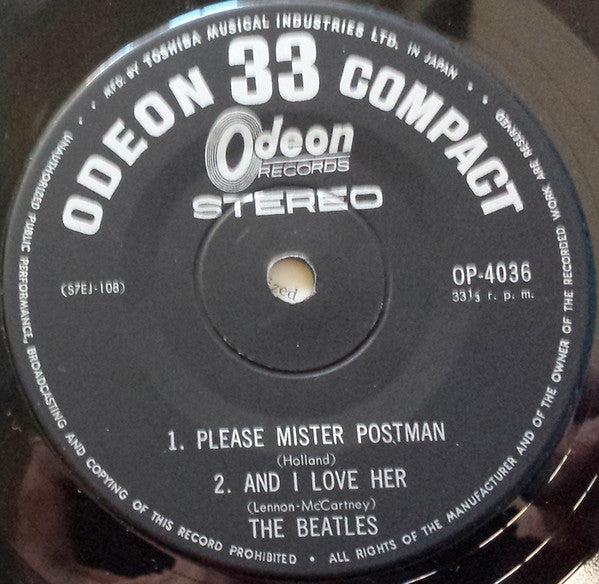 MFG. BY TOSHIBA MUSICAL INDUSTRIES LTD. IN JAPAN
ODEON 33 COMPACT
Odeon
RECORDS
STEREO
(S7EJ-108)
OP-4036
33⅓ r. p. m.
zed
1. PLEASE MISTER POSTMAN
(Holland)
2. AND I LOVE HER
(Lennon-McCartney)
THE BEATLES
UNAUTHORIZED PUBLIC PERFORMANCE, BROADCASTING AND COPYING OF THIS RECORD PROHIBITED • ALL RIGHTS OF THE MANUFACTURER AND OF THE OWNER OF THE RECORDED WORK ARE RESERVED